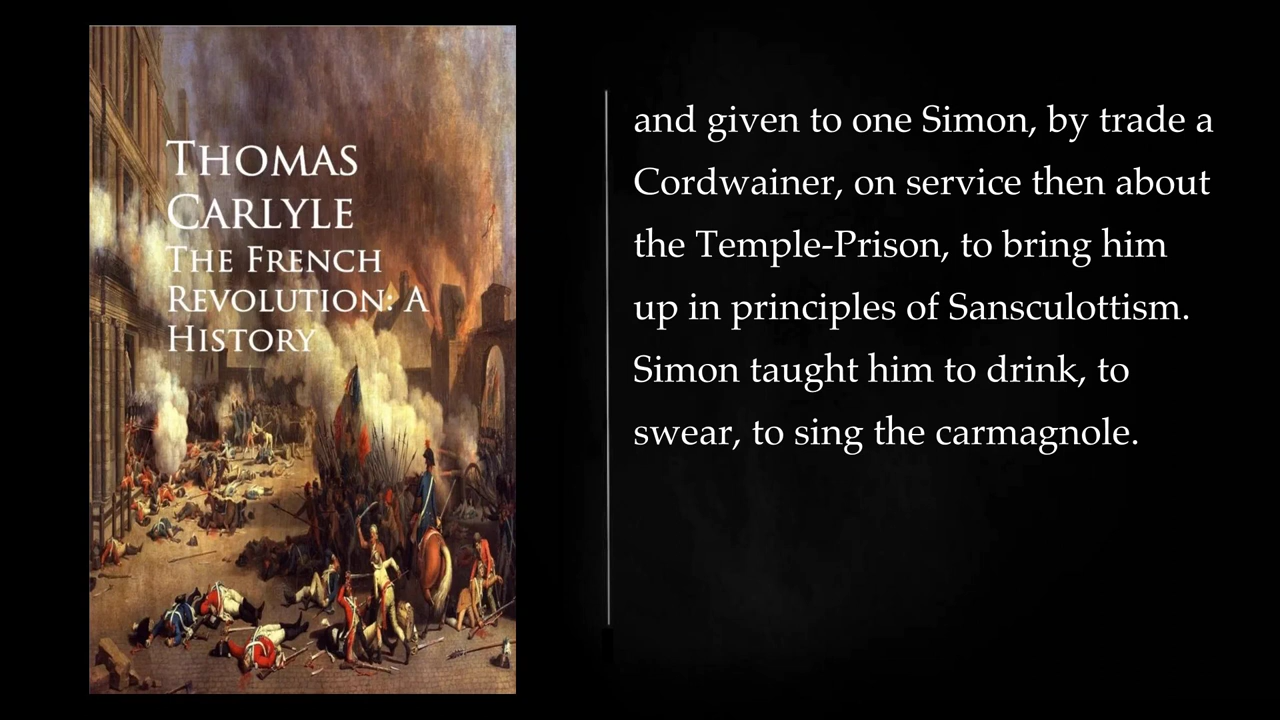 THOMAS
CARLYLE
THE FRENCH
REVOLUTION: A
HISTORY
and given to one Simon, by trade a
Cordwainer, on service then about
the Temple-Prison, to bring him
up in principles of Sansculottism.
Simon taught him to drink, to
swear, to sing the carmagnole.